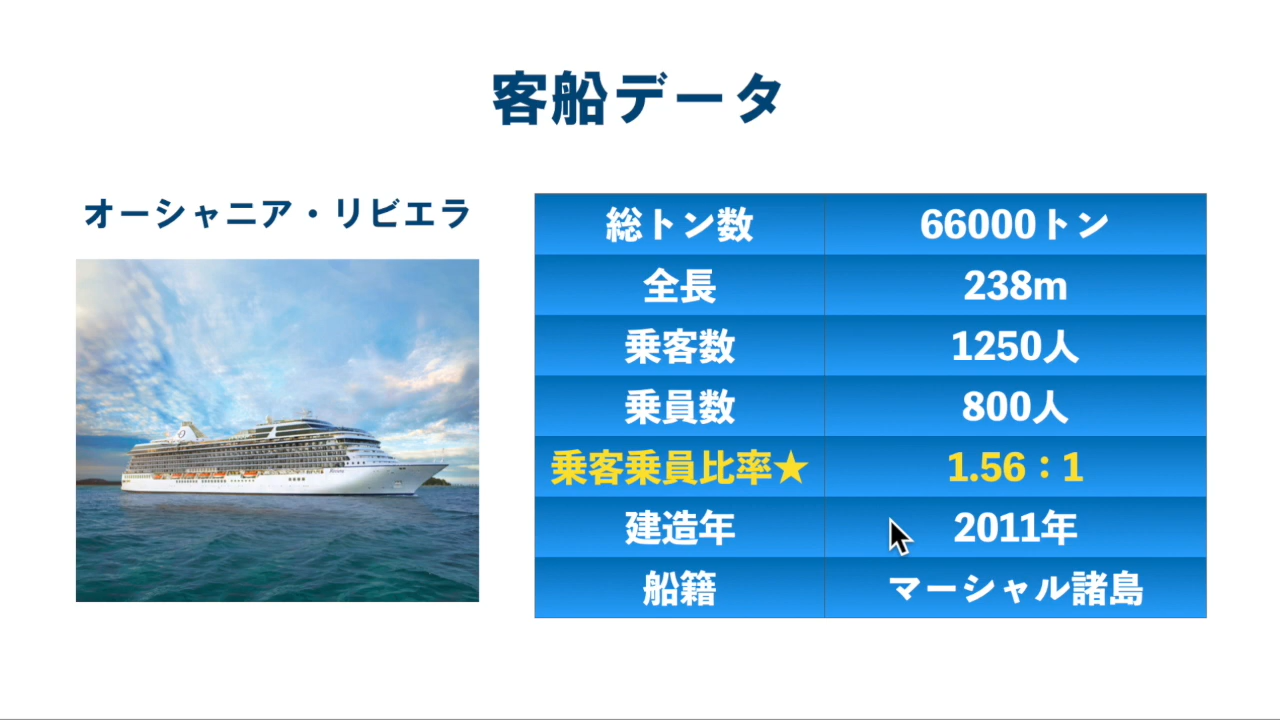 客船データ
オーシャニア・リビエラ
総トン数 66000トン
全長 238m
乗客数 1250人
乗員数 800人
乗客乗員比率★ 1.56：1
建造年 2011年
船籍 マーシャル諸島